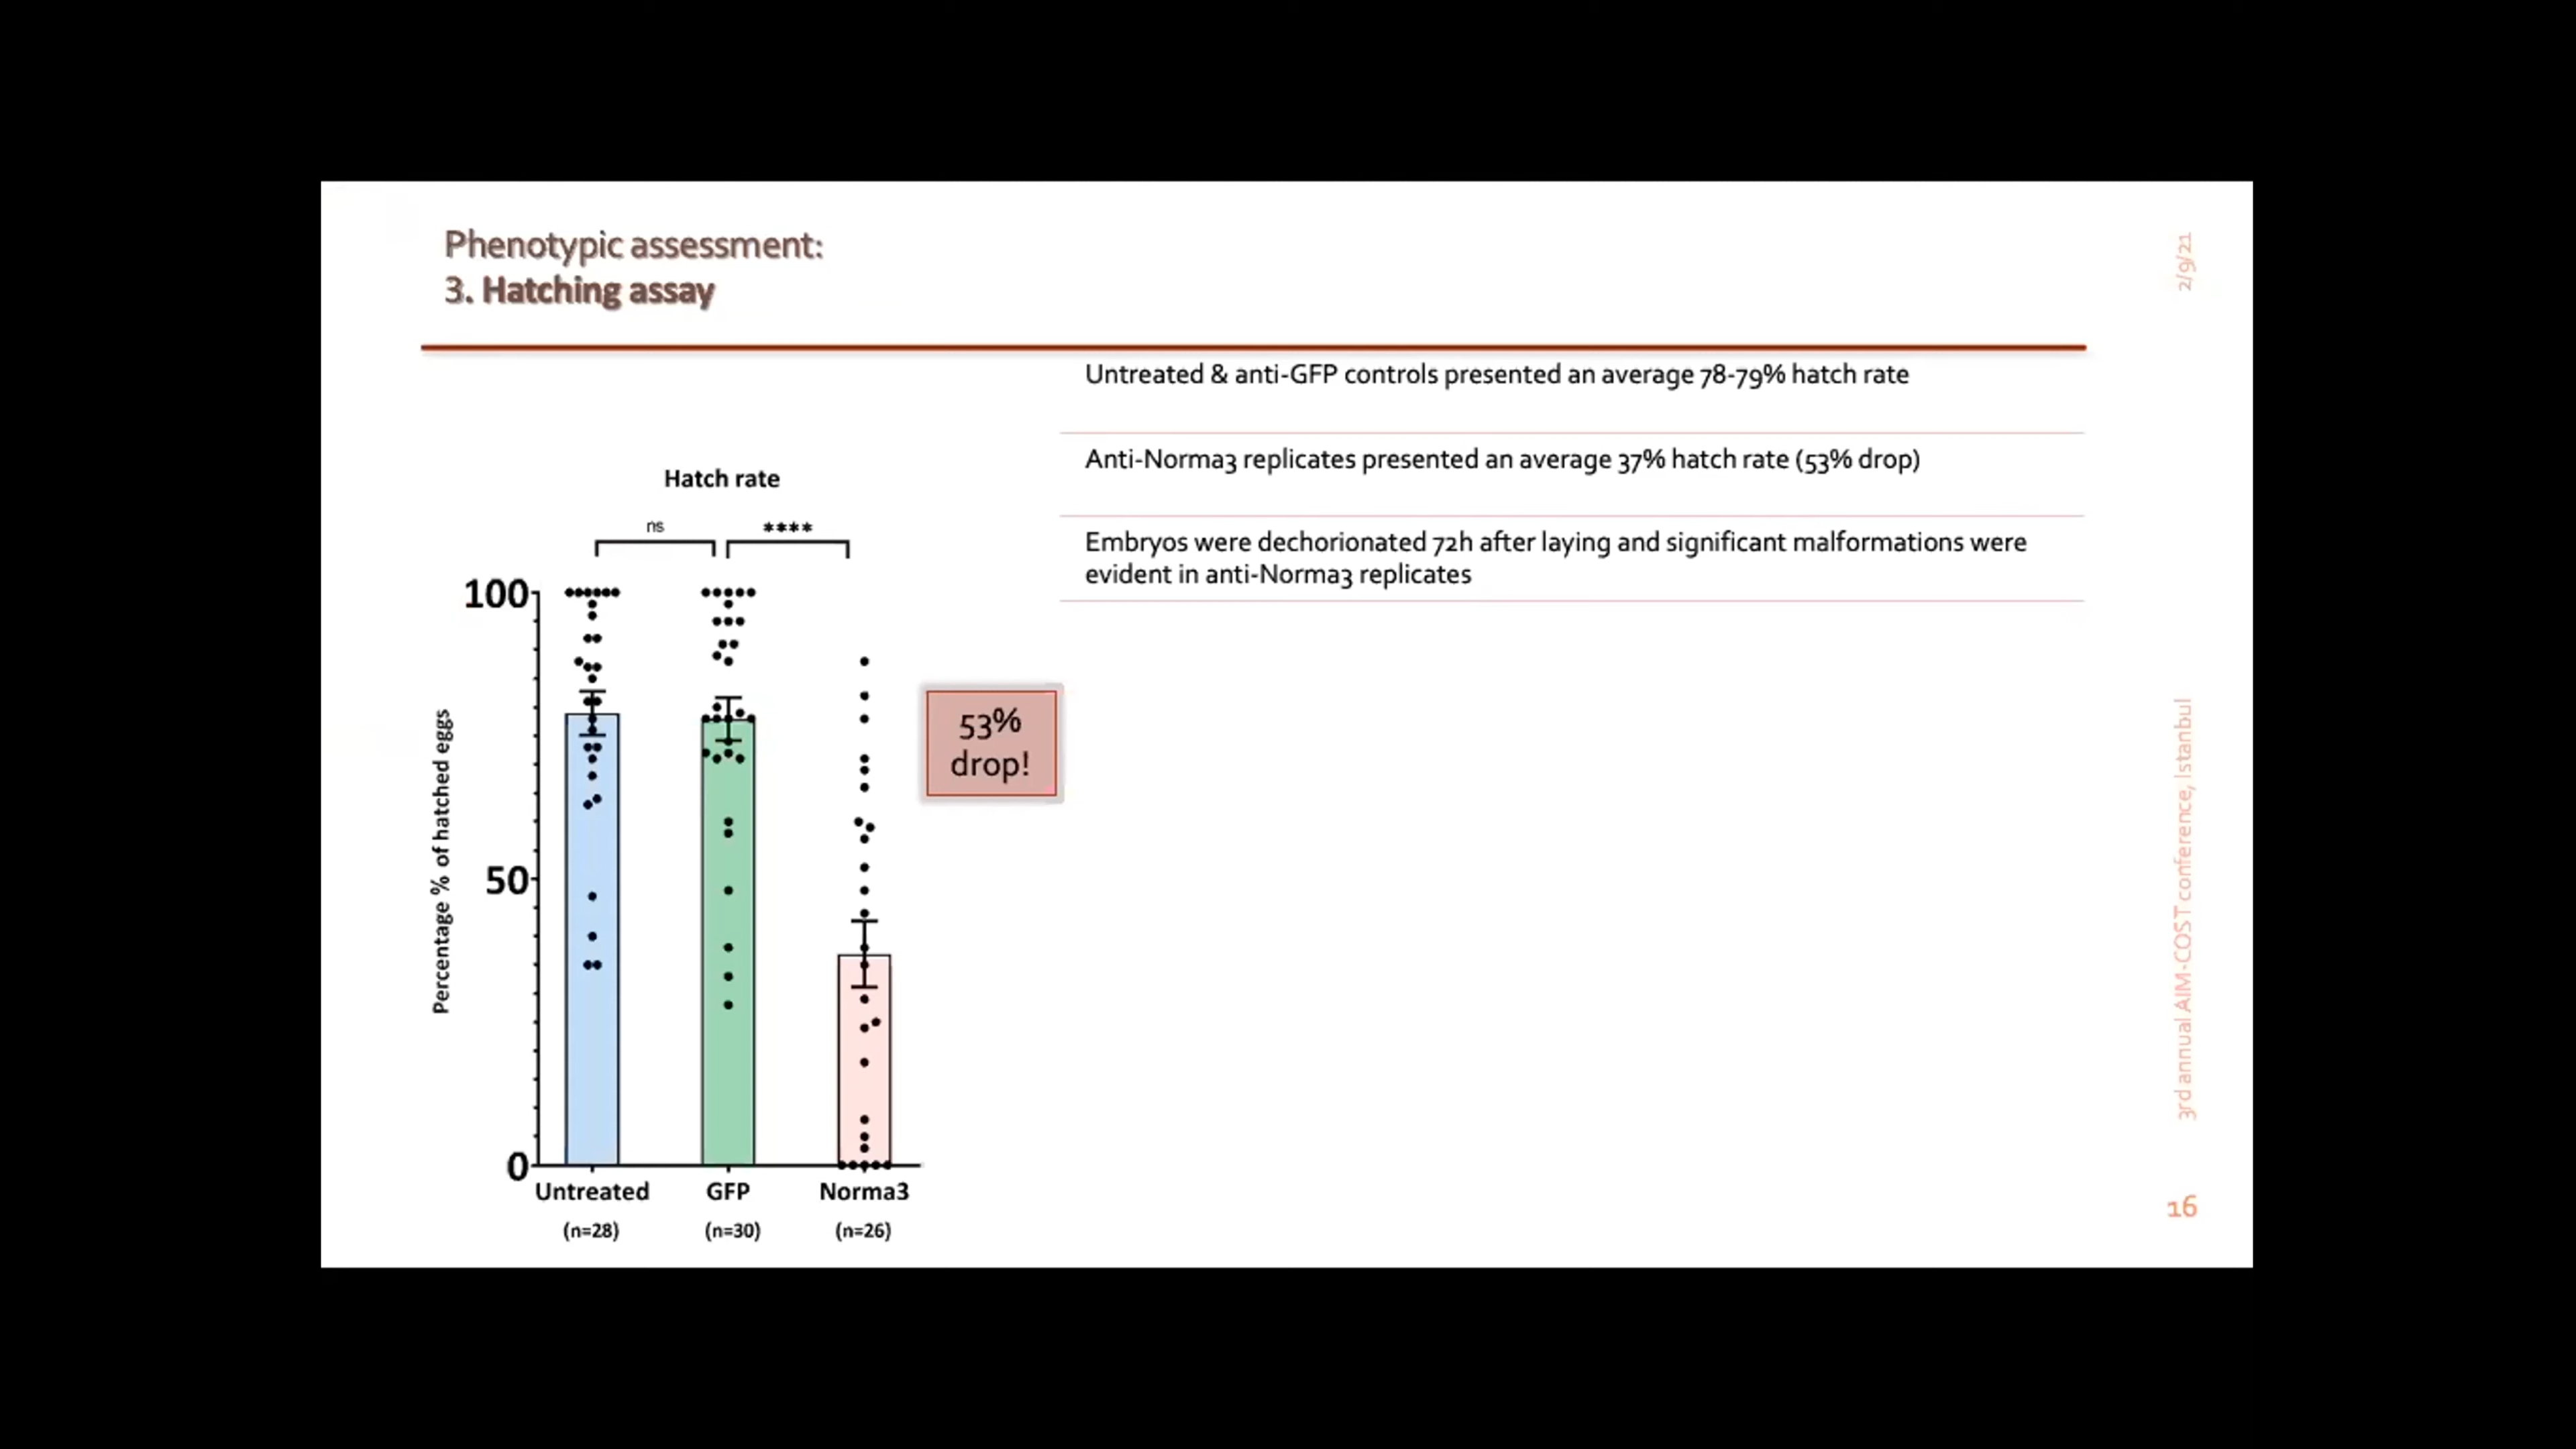 Phenotypic assessment:
3. Hatching assay
2/9/21
Untreated & anti-GFP controls presented an average 78-79% hatch rate
Anti-Norma3 replicates presented an average 37% hatch rate (53% drop)
Embryos were dechorionated 72h after laying and significant malformations were
evident in anti-Norma3 replicates
Hatch rate
ns
****
100
50
0
Percentage % of hatched eggs
Untreated
GFP
Norma3
(n=28)
(n=30)
(n=26)
53%
drop!
3rd annual AIM-COST conference, Istanbul
16